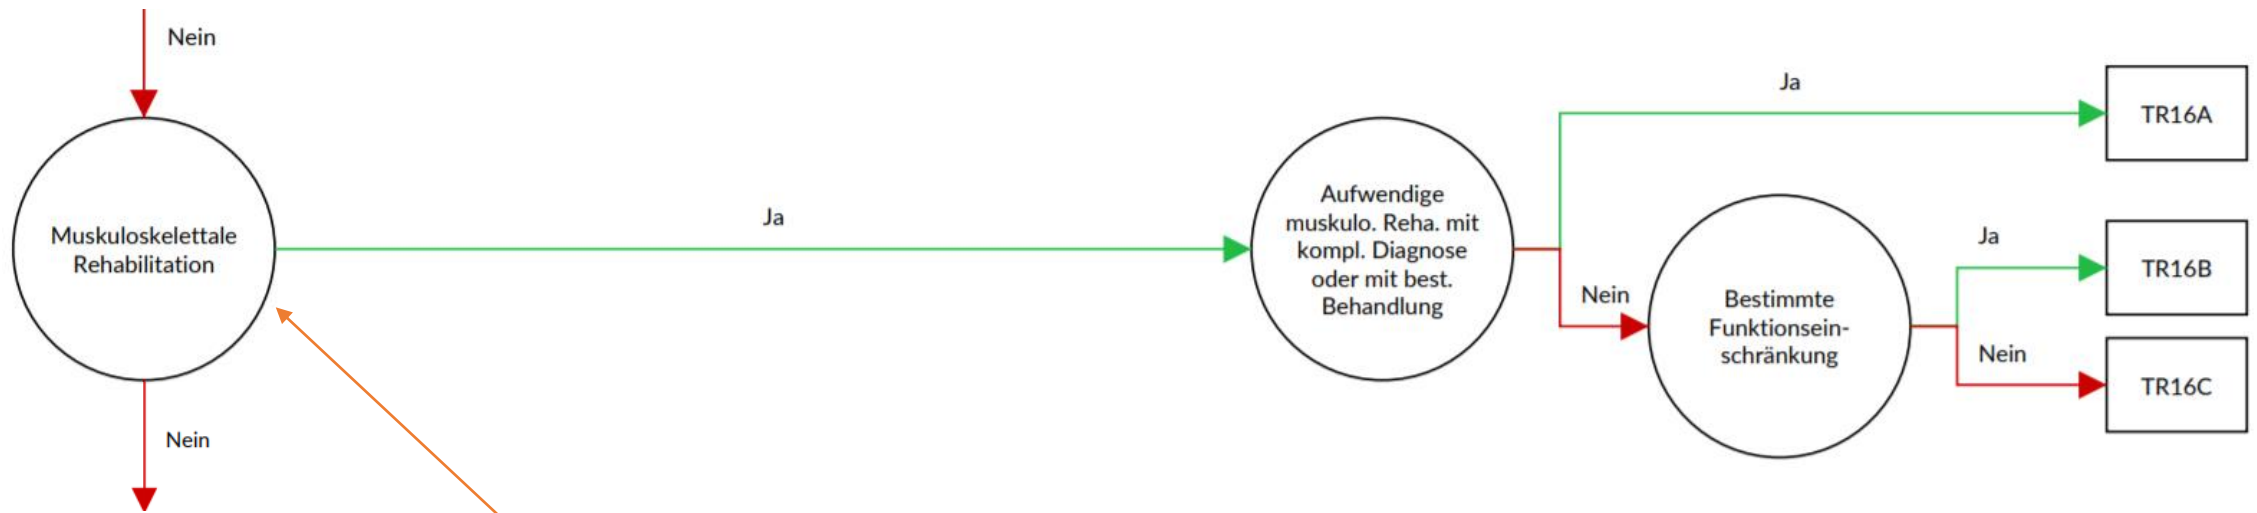 Nein
Muskuloskelettale
Rehabilitation
Nein
Ja
Aufwendige
muskulo. Reha. mit
kompl. Diagnose
oder mit best.
Behandlung
Ja
TR16A
Nein
Bestimmte
Funktionsein-
schränkung
Ja
TR16B
Nein
TR16C